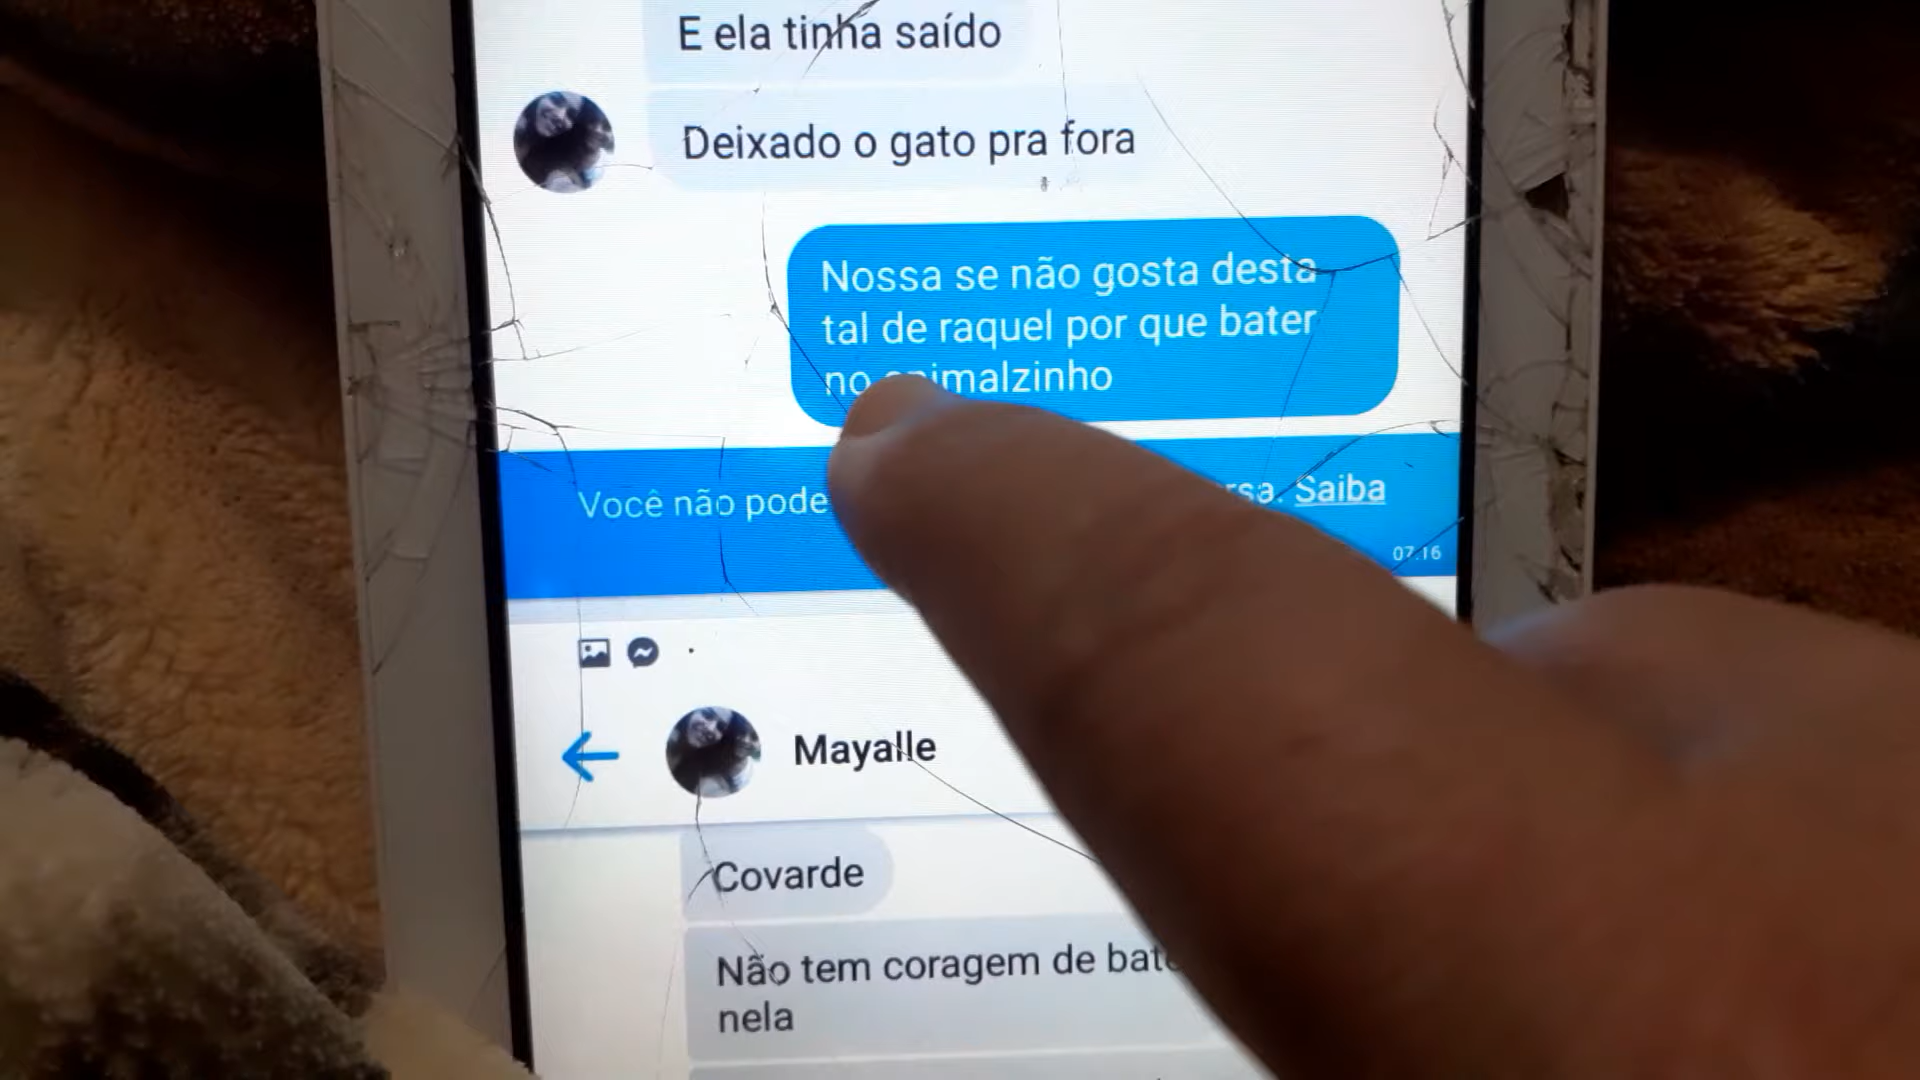 E ela tinha saído
Deixado o gato pra fora
Nossa se não gosta desta
tal de raquel por que bater
no animalzinho
Você não pode
Saiba
07:16
Mayalle
Covarde
Não tem coragem de
nela